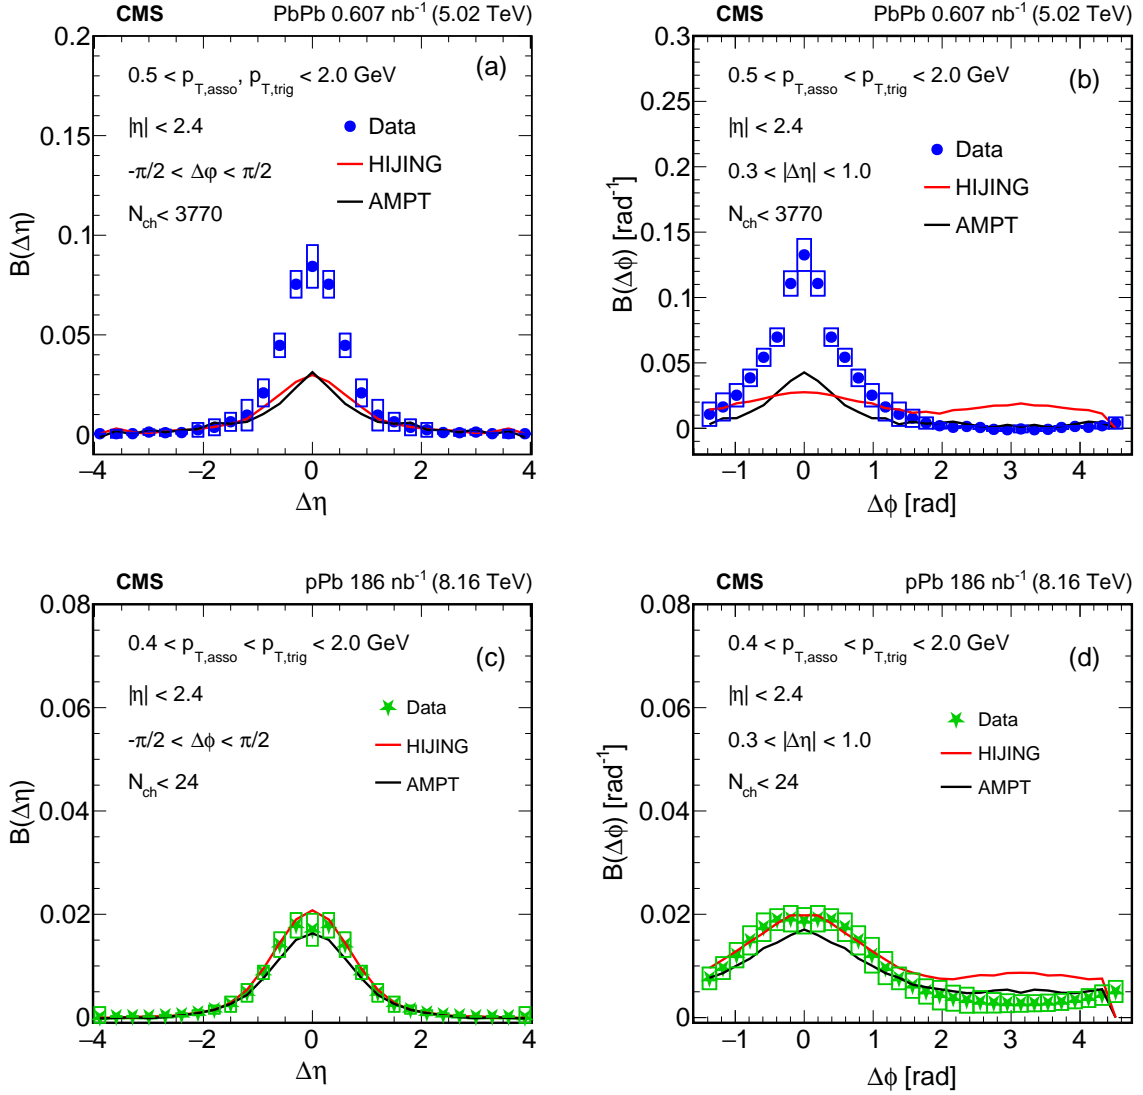 CMS PbPb 0.607 nb-1 (5.02 TeV)
0.2
0.15
0.1
0.05
0
B(Δη)
(a)
0.5 < pT,asso, pT,trig < 2.0 GeV
|η| < 2.4
-π/2 < Δφ < π/2
Nch< 3770
Data
HIJING
AMPT
−4 −2 0 2 4
Δη
CMS PbPb 0.607 nb-1 (5.02 TeV)
0.3
0.25
0.2
0.15
0.1
0.05
0
B(Δϕ) [rad-1]
(b)
0.5 < pT,asso < pT,trig < 2.0 GeV
|η| < 2.4
0.3 < |Δη| < 1.0
Nch< 3770
Data
HIJING
AMPT
−1 0 1 2 3 4
Δϕ [rad]
CMS pPb 186 nb-1 (8.16 TeV)
0.08
0.06
0.04
0.02
0
B(Δη)
(c)
0.4 < pT,asso < pT,trig < 2.0 GeV
|η| < 2.4
-π/2 < Δϕ < π/2
Nch< 24
Data
HIJING
AMPT
−4 −2 0 2 4
Δη
CMS pPb 186 nb-1 (8.16 TeV)
0.08
0.06
0.04
0.02
0
B(Δϕ) [rad-1]
(d)
0.4 < pT,asso < pT,trig < 2.0 GeV
|η| < 2.4
0.3 < |Δη| < 1.0
Nch< 24
Data
HIJING
AMPT
−1 0 1 2 3 4
Δϕ [rad]